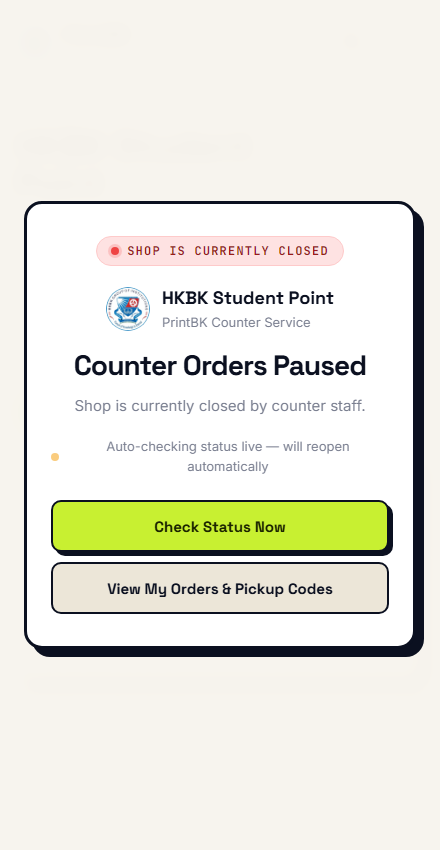 SHOP IS CURRENTLY CLOSED
HKBK Student Point
PrintBK Counter Service
Counter Orders Paused
Shop is currently closed by counter staff.
Auto-checking status live — will reopen
automatically
Check Status Now
View My Orders & Pickup Codes